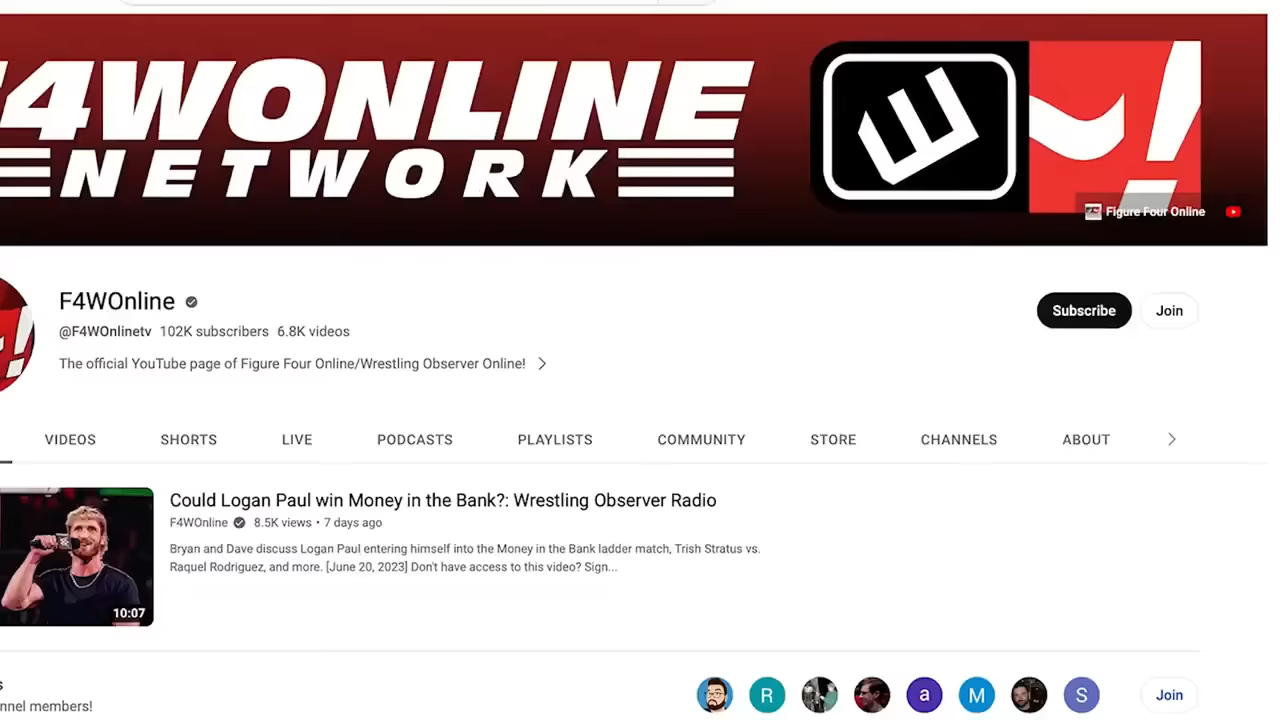 F4WONLINE
NETWORK
Figure Four Online
F4WOnline
@F4WOnlinetv 102K subscribers 6.8K videos
The official YouTube page of Figure Four Online/Wrestling Observer Online!
Subscribe
Join
VIDEOS SHORTS LIVE PODCASTS PLAYLISTS COMMUNITY STORE CHANNELS ABOUT
Could Logan Paul win Money in the Bank?: Wrestling Observer Radio
F4WOnline 8.5K views • 7 days ago
Bryan and Dave discuss Logan Paul entering himself into the Money in the Bank ladder match, Trish Stratus vs.
Raquel Rodriguez, and more. [June 20, 2023] Don't have access to this video? Sign...
10:07
R
a
M
S
Join
nnel members!